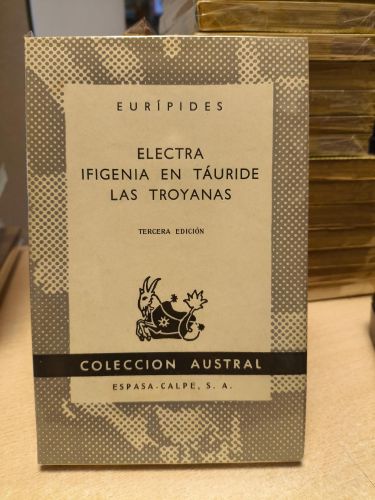 EURÍPIDES
ELECTRA
IFIGENIA EN TÁURIDE
LAS TROYANAS
TERCERA EDICIÓN
COLECCION AUSTRAL
ESPASA-CALPE, S. A.